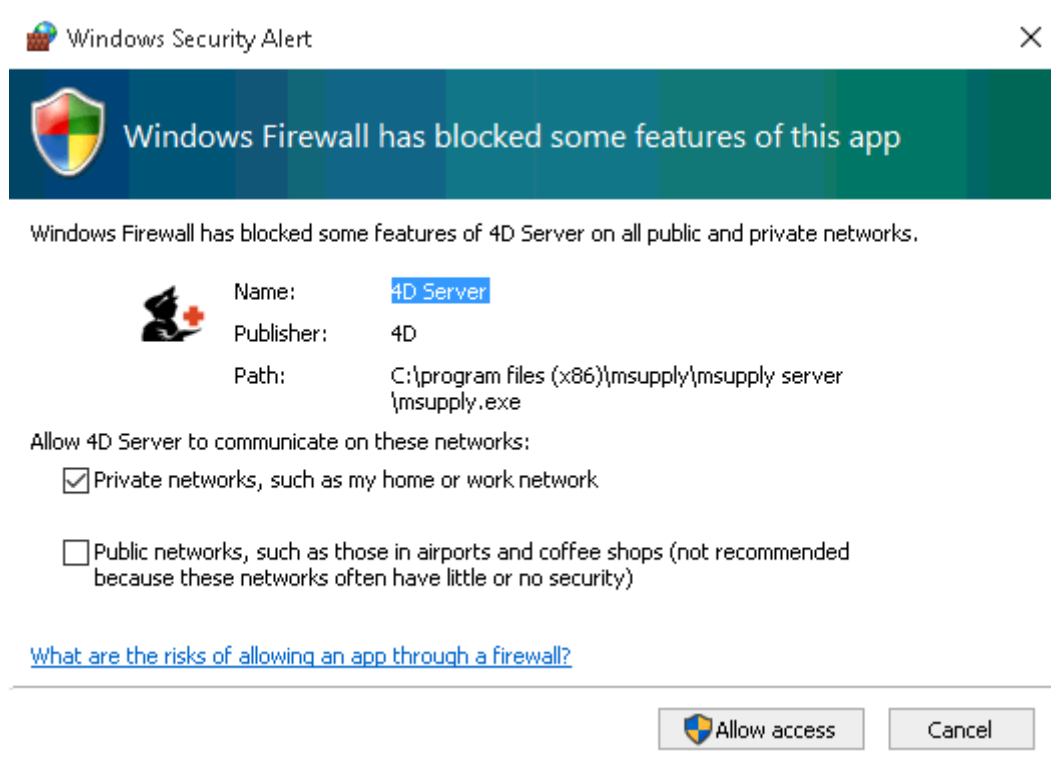 Windows Security Alert
Windows Firewall has blocked some features of this app
Windows Firewall has blocked some features of 4D Server on all public and private networks.
Name: 4D Server
Publisher: 4D
Path: C:\program files (x86)\msupply\msupply server
\msupply.exe
Allow 4D Server to communicate on these networks:
Private networks, such as my home or work network
Public networks, such as those in airports and coffee shops (not recommended
because these networks often have little or no security)
What are the risks of allowing an app through a firewall?
Allow access Cancel